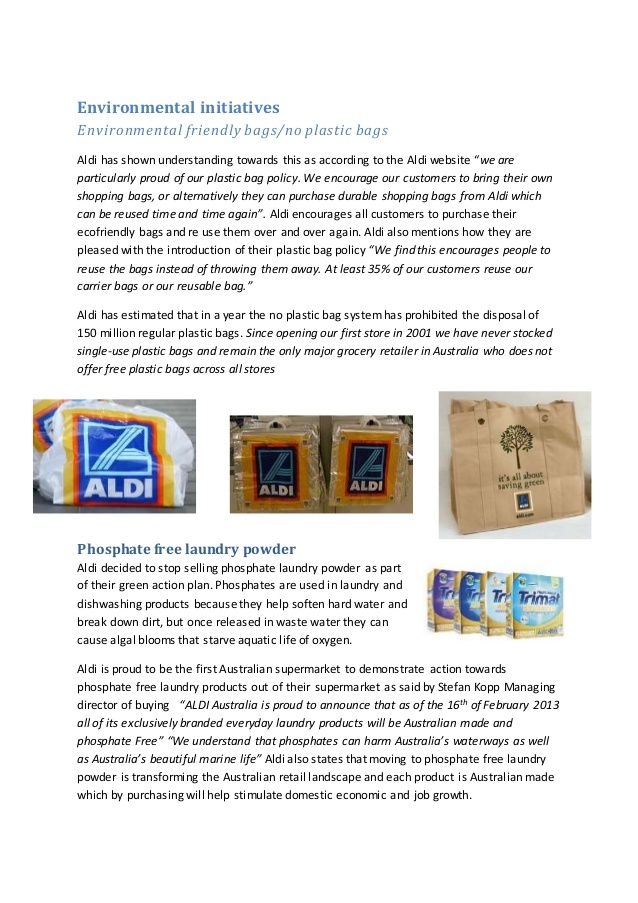 Environmental initiatives
Environmental friendly bags/no plastic bags
Aldi has shown understanding towards this as according to the Aldi website “we are
particularly proud of our plastic bag policy. We encourage our customers to bring their own
shopping bags, or alternatively they can purchase durable shopping bags from Aldi which
can be reused time and time again”. Aldi encourages all customers to purchase their
ecofriendly bags and re use them over and over again. Aldi also mentions how they are
pleased with the introduction of their plastic bag policy “We find this encourages people to
reuse the bags instead of throwing them away. At least 35% of our customers reuse our
carrier bags or our reusable bag.”
Aldi has estimated that in a year the no plastic bag system has prohibited the disposal of
150 million regular plastic bags. Since opening our first store in 2001 we have never stocked
single-use plastic bags and remain the only major grocery retailer in Australia who does not
offer free plastic bags across all stores
ALDI
ALDI
ALDI
it's all about
saving green
ALDI
Phosphate free laundry powder
Aldi decided to stop selling phosphate laundry powder as part
of their green action plan. Phosphates are used in laundry and
dishwashing products because they help soften hard water and
break down dirt, but once released in waste water they can
cause algal blooms that starve aquatic life of oxygen.
Trimat
Aldi is proud to be the first Australian supermarket to demonstrate action towards
phosphate free laundry products out of their supermarket as said by Stefan Kopp Managing
director of buying “ALDI Australia is proud to announce that as of the 16th of February 2013
all of its exclusively branded everyday laundry products will be Australian made and
phosphate Free” “We understand that phosphates can harm Australia’s waterways as well
as Australia’s beautiful marine life” Aldi also states that moving to phosphate free laundry
powder is transforming the Australian retail landscape and each product is Australian made
which by purchasing will help stimulate domestic economic and job growth.